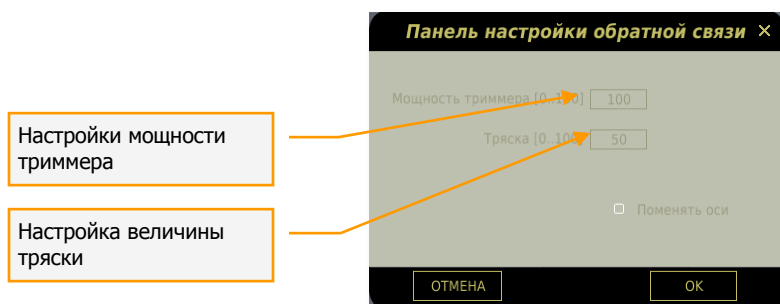 Панель настройки обратной связи ×
Мощность триммера [0..100] 100
Настройки мощности
триммера
Тряска [0..100] 50
Настройка величины
тряски
Поменять оси
ОТМЕНА OK